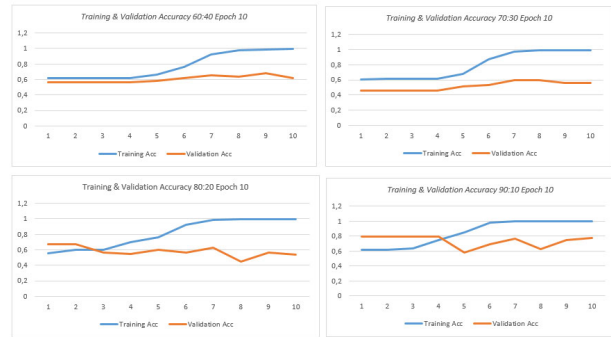 Training & Validation Accuracy 60:40 Epoch 10
1,2
1
0,8
0,6
0,4
0,2
0
1 2 3 4 5 6 7 8 9 10
Training Acc Validation Acc
Training & Validation Accuracy 70:30 Epoch 10
1,2
1
0,8
0,6
0,4
0,2
0
1 2 3 4 5 6 7 8 9 10
Training Acc Validation Acc
Training & Validation Accuracy 80:20 Epoch 10
1,2
1
0,8
0,6
0,4
0,2
0
1 2 3 4 5 6 7 8 9 10
Training Acc Validation Acc
Training & Validation Accuracy 90:10 Epoch 10
1,2
1
0,8
0,6
0,4
0,2
0
1 2 3 4 5 6 7 8 9 10
Training Acc Validation Acc